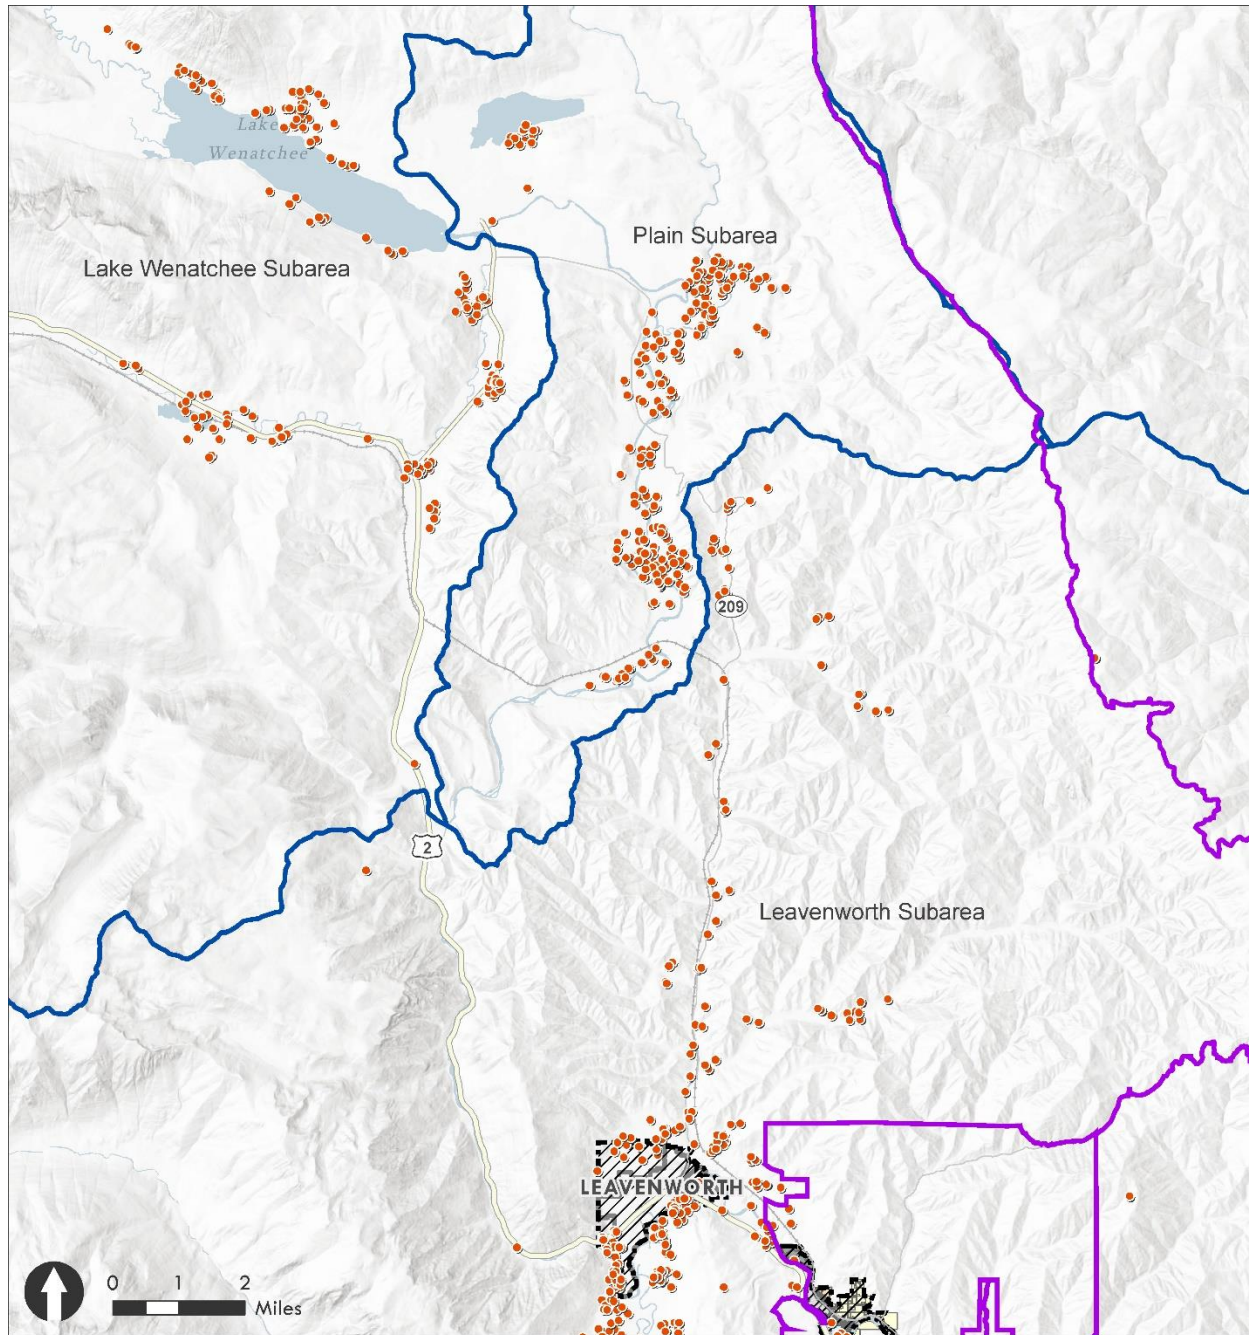 Lake
Wenatchee
Plain Subarea
Lake Wenatchee Subarea
209
2
Leavenworth Subarea
LEAVENWORTH
0 1 2
Miles